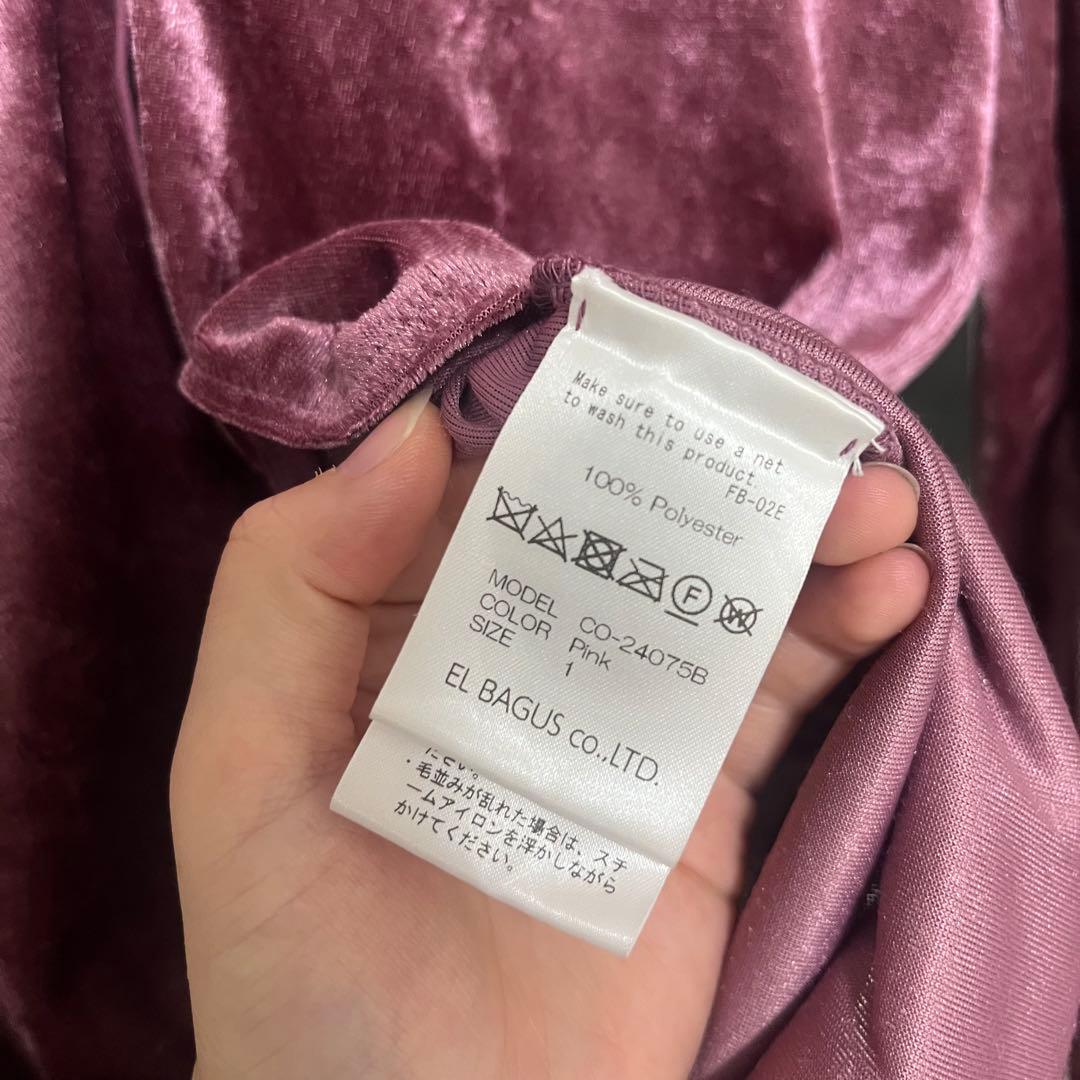 Make sure to use a net
to wash this product.
FB-02E
100% Polyester
F
W
MODEL CO-24075B
COLOR Pink
SIZE 1
EL BAGUS co.,LTD.
ださい。
・毛並みが乱れた場合は、スチ
ームアイロンを浮かしながら
かけてください。